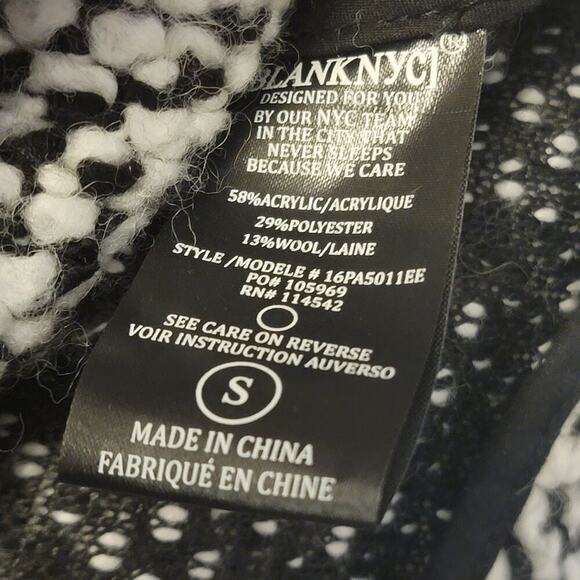 BLANKNYC]®
DESIGNED FOR YOU
BY OUR NYC TEAM
IN THE CITY THAT
NEVER SLEEPS
BECAUSE WE CARE
58%ACRYLIC/ACRYLIQUE
29%POLYESTER
13%WOOL/LAINE
STYLE /MODELE # 16PA5011EE
PO# 105969
RN# 114542
SEE CARE ON REVERSE
VOIR INSTRUCTION AUVERSO
S
MADE IN CHINA
FABRIQUÉ EN CHINE